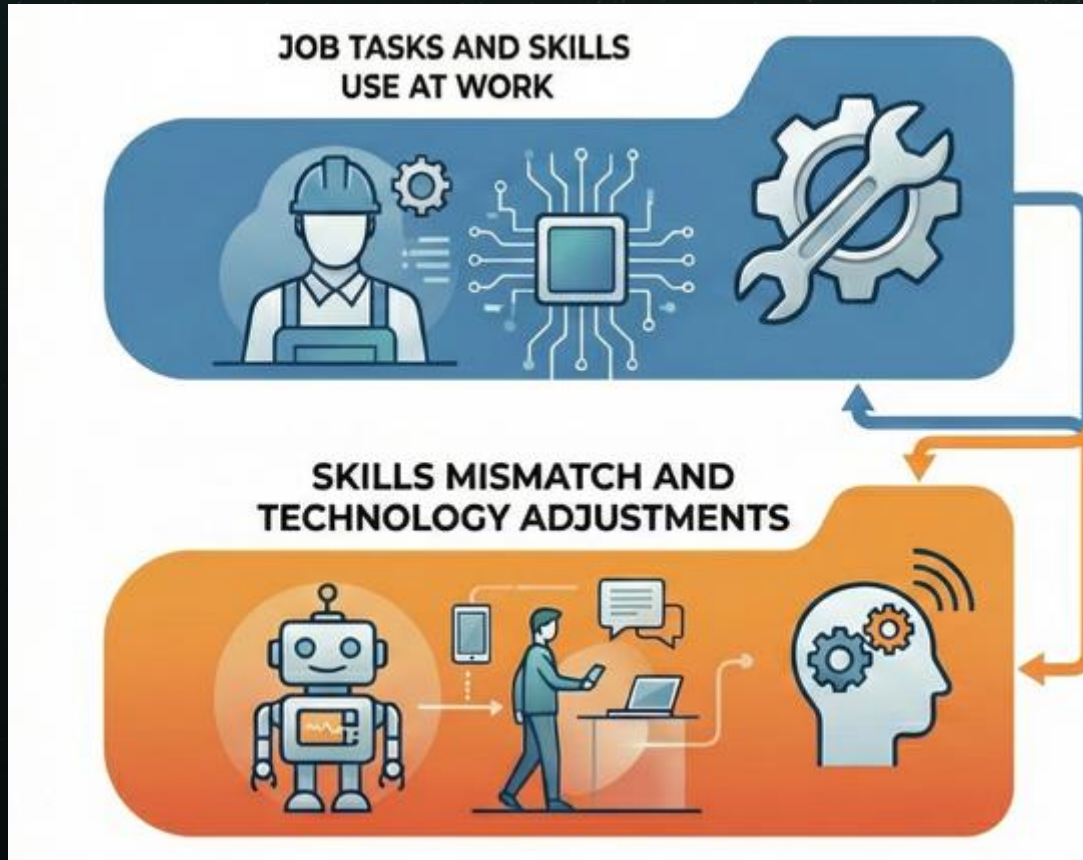 JOB TASKS AND SKILLS
USE AT WORK
SKILLS MISMATCH AND
TECHNOLOGY ADJUSTMENTS